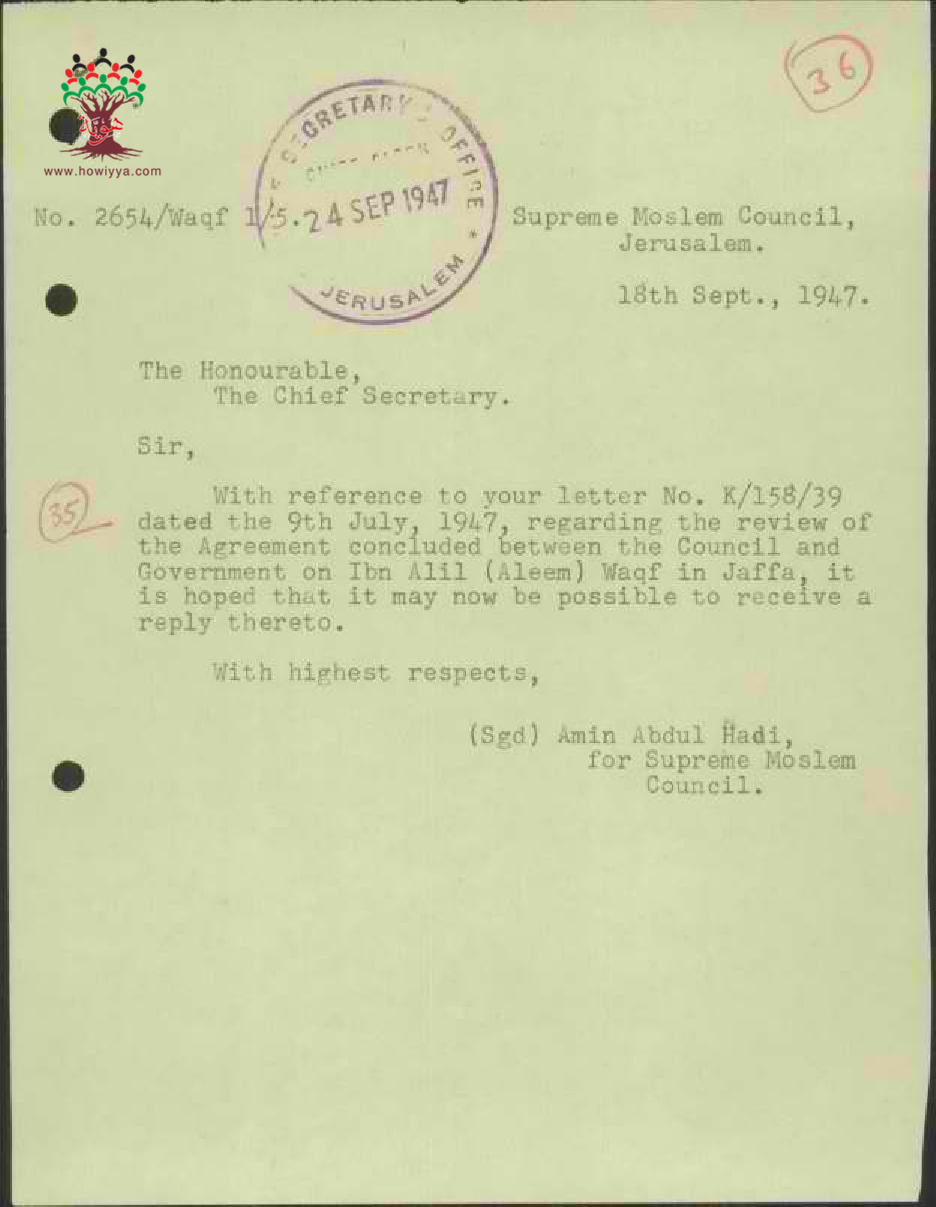 36
www.howiyya.com
SECRETARY'S OFFICE
24 SEP 1947
JERUSALEM
No. 2654/Waqf 1/5.
Supreme Moslem Council,
Jerusalem.
18th Sept., 1947.
The Honourable,
The Chief Secretary.
Sir,
35
With reference to your letter No. K/158/39
dated the 9th July, 1947, regarding the review of
the Agreement concluded between the Council and
Government on Ibn Alil (Aleem) Waqf in Jaffa, it
is hoped that it may now be possible to receive a
reply thereto.
With highest respects,
(Sgd) Amin Abdul Hadi,
for Supreme Moslem
Council.